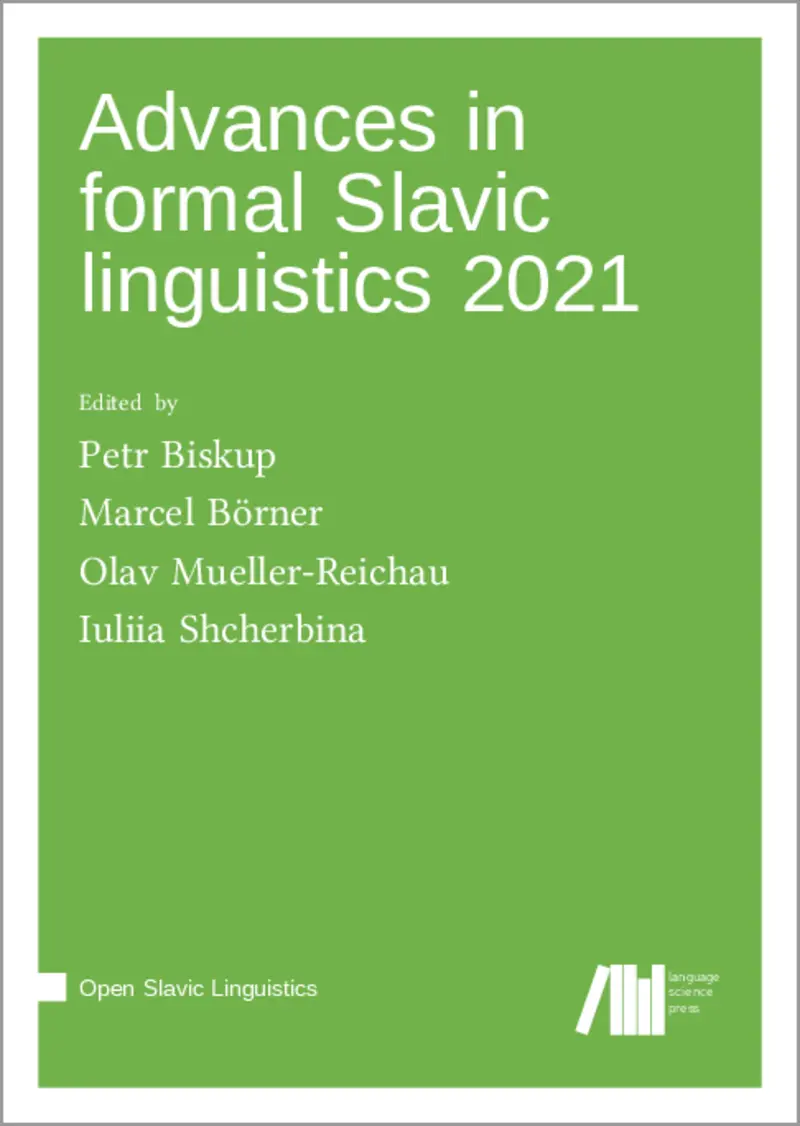 Advances in
formal Slavic
linguistics 2021
Edited by
Petr Biskup
Marcel Börner
Olav Mueller-Reichau
Iuliia Shcherbina
Open Slavic Linguistics
language
science
press